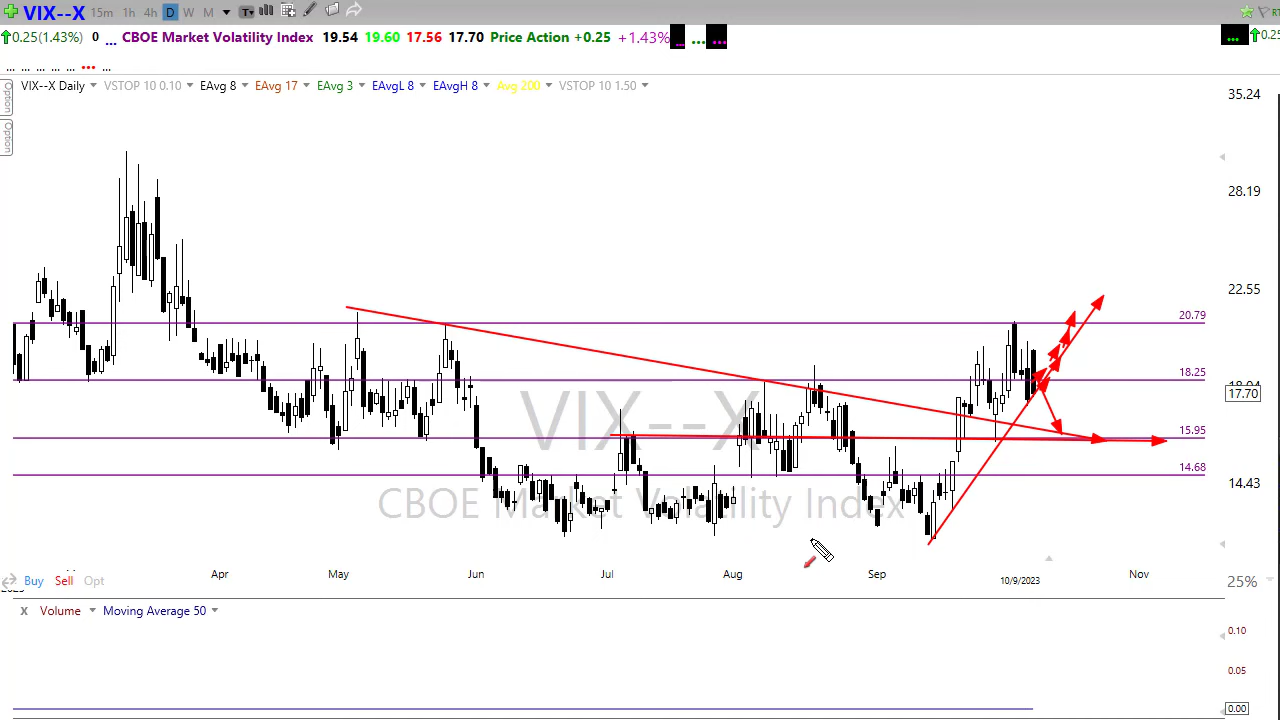 VIX--X 15m 1h 4h D W M T
0.25(1.43%) 0 ... CBOE Market Volatility Index 19.54 19.60 17.56 17.70 Price Action +0.25 +1.43% ... ... ... ... 0.25
... ... ... ... ... ... ...
Option
Option
VIX--X Daily VSTOP 10 0.10 EAvg 8 EAvg 17 EAvg 3 EAvgL 8 EAvgH 8 Avg 200 VSTOP 10 1.50
35.24
28.19
22.55
20.79
18.25
17.70
15.95
14.68
14.43
VIX--X
CBOE Market Volatility Index
Apr May Jun Jul Aug Sep 10/9/2023 Nov
Buy Sell Opt 25%
X Volume Moving Average 50
0.10
0.05
0.00